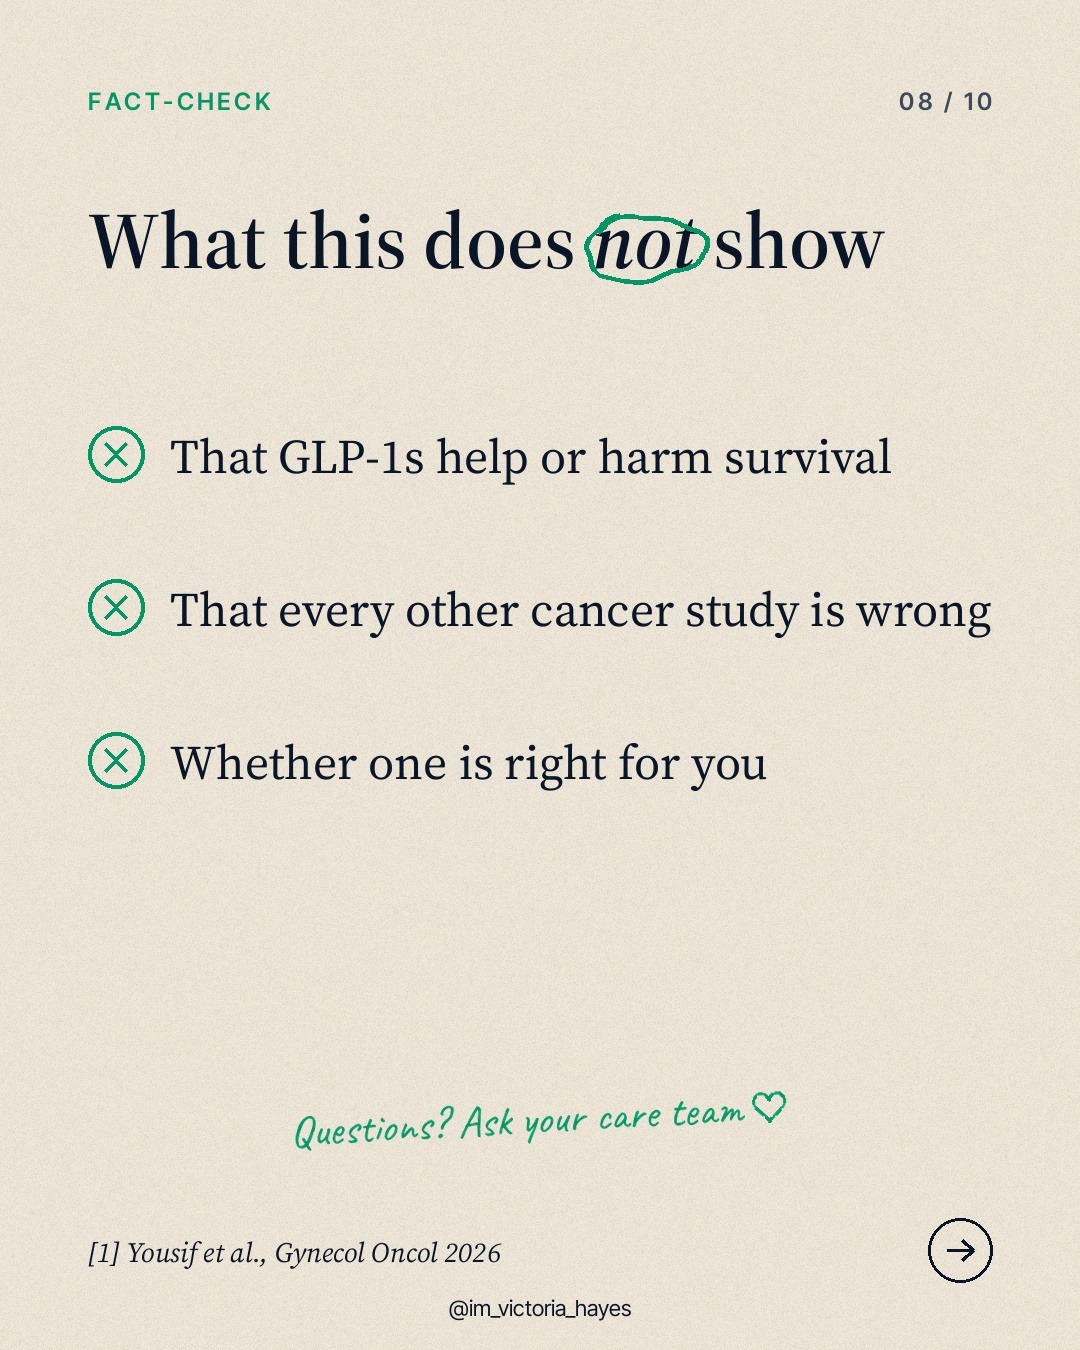 FACT-CHECK
08 / 10
What this does not show
That GLP-1s help or harm survival
That every other cancer study is wrong
Whether one is right for you
Questions? Ask your care team
[1] Yousif et al., Gynecol Oncol 2026
@im_victoria_hayes